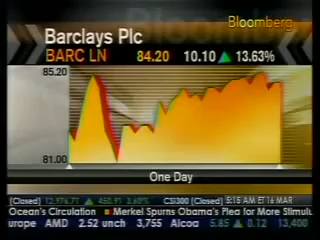 Bloomberg
Barclays Plc
BARC LN 84.20 10.10 13.63%
85.20
81.00
One Day
(Closed) 12,976.71 450.91 3.60% CSI300 (Closed) 5:15 AM ET 16 MAR
Ocean's Circulation Merkel Spurns Obama's Plea for More Stimulu
urope AMD 2.52 unch 3,755 Alcoa 5.85 0.12 13,400